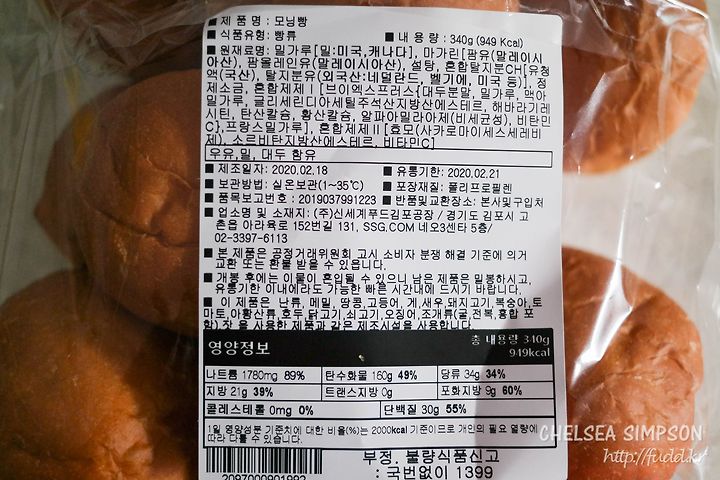 ■ 제 품 명 : 모닝빵
■ 식품유형: 빵류 ■ 내 용 량 : 340g (949 Kcal)
■ 원재료명: 밀가루[밀:미국,캐나다], 마가린[팜유(말레이시
아산), 팜올레인유(말레이시아산), 설탕, 혼합탈지분CH[유청
액(국산), 탈지분유(외국산:네덜란드, 벨기에, 미국 등)], 정
제소금, 혼합제제Ⅰ[브이엑스프러스{대두분말, 밀가루, 맥아
밀가루, 글리세린디아세틸주석산지방산에스테르, 해바라기레
시틴, 탄산칼슘, 황산칼슘, 알파아밀라아제(비세균성), 비탄민
C},프랑스밀가루], 혼합제제Ⅱ[효모(사카로마이세스세레비
제), 소르비탄지방산에스테르, 비타민C]
우유,밀, 대두 함유
■ 제조일자: 2020.02.18 ■ 유통기한: 2020.02.21
■ 보관방법: 실온보관(1~35℃) ■ 포장재질: 폴리프로필렌
■ 품목보고번호 : 2019037991223 ■ 반품및교환장소: 본사및구입처
■ 업소명 및 소재지: (주)신세계푸드김포공장 / 경기도 김포시 고
촌읍 아라육로 152번길 131, SSG.COM 네오3센타 5층/
02-3397-6113
■ 본 제품은 공정거래위원회 고시 소비자 분쟁 해결 기준에 의거
교환 또는 환불 받을 수 있습니다.
■ 개봉 후에는 이물이 혼입될 수 있으니 남은 제품은 밀봉하시고,
유통기한 이내에라도 가능한 빠른 시간내에 드시기 바랍니다.
■ 이 제품은 난류, 메밀, 땅콩,고등어, 게,새우,돼지고기,복숭아,토
마토,아황산류,호두,닭고기,쇠고기,오징어,조개류(굴,전복,홍합 포
함) 잣 을 사용한 제품과 같은 제조시설을 사용합니다.
영양정보 총 내용량 340g
949kcal
나트륨 1780mg 89% 탄수화물 160g 49% 당류 34g 34%
지방 21g 39% 트랜스지방 0g 포화지방 9g 60%
콜레스테롤 0mg 0% 단백질 30g 55%
1일 영양성분 기준치에 대한 비율(%)는 2000kcal 기준이므로 개인의 필요 열량에
따라 다를 수 있습니다.
부정. 불량식품신고
: 국번없이 1399
2097000901992
CHELSEA SIMPSON
http://fudd.kr